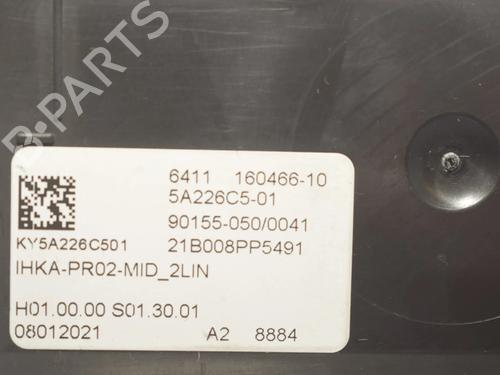 6411 160466-10
5A226C5-01
90155-050/0041
KY5A226C501 21B008PP5491
IHKA-PR02-MID_2LIN
H01.00.00 S01.30.01
08012021 A2 8884
B-PARTS